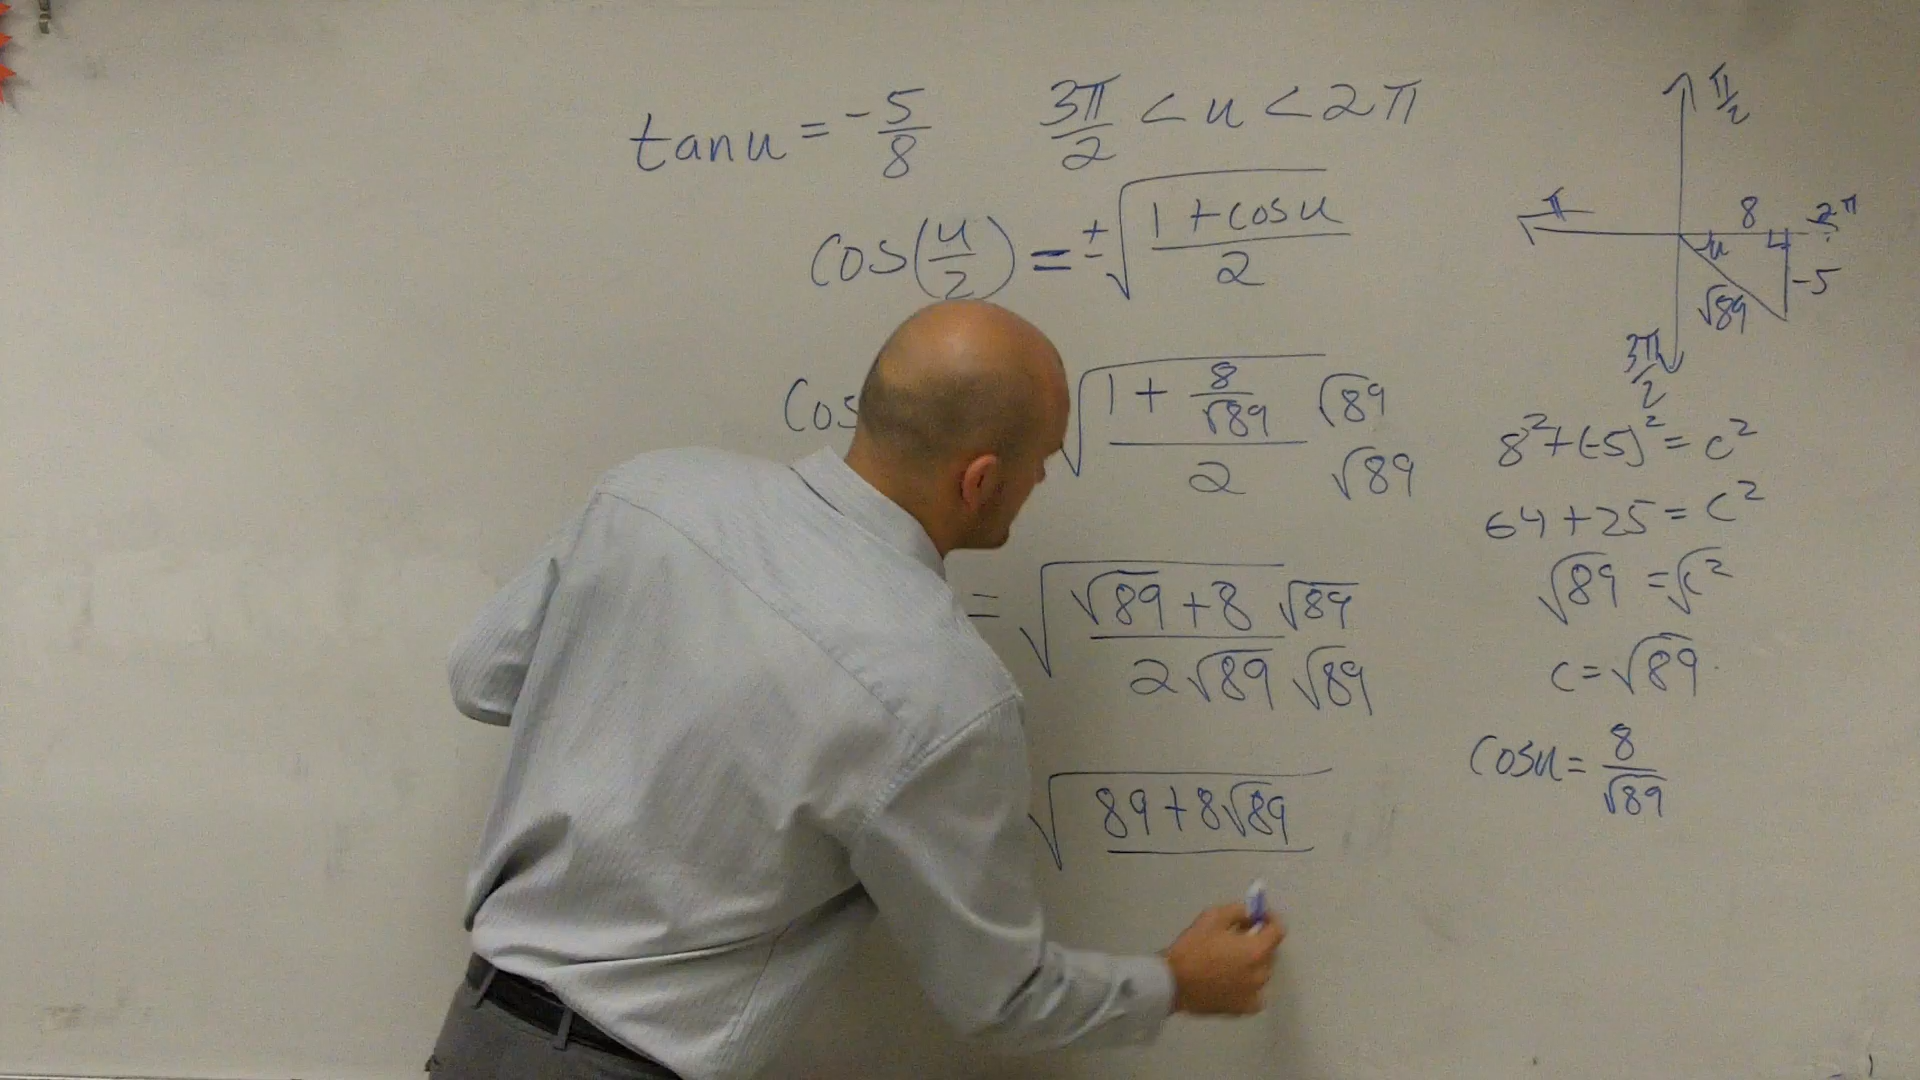 tan u = -5/8   3π/2 < u < 2π
cos(u/2) = ±√((1 + cos u)/2)
Cos √((1 + 8/√89)/2) √89/√89
= √((√89 + 8)/(2√89)) √89/√89
√(89 + 8√89
π/2
π
8
2π
u
-5
√89
3π/2
8² + (-5)² = c²
64 + 25 = c²
√89 = √c²
c = √89
cos u = 8/√89